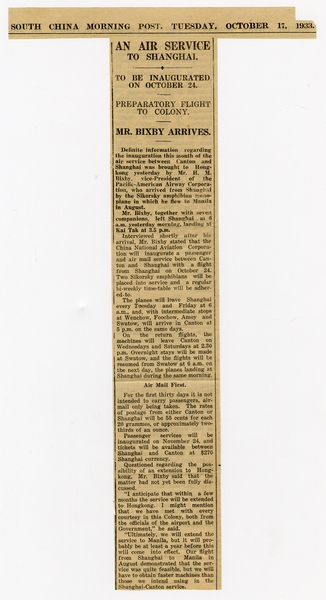 SOUTH CHINA MORNING POST, TUESDAY, OCTOBER 17, 1933.
AN AIR SERVICE
TO SHANGHAI.
TO BE INAUGURATED
ON OCTOBER 24.
PREPARATORY FLIGHT
TO COLONY.
MR. BIXBY ARRIVES.
Definite information regarding
the inauguration this month of the
air service between Canton and
Shanghai was brought to Hong-
kong yesterday by Mr. H. M.
Bixby, vice-President of the
Pacific-American Airway Corpora-
tion, who arrived from Shanghai
by the Sikorsky amphibian mono-
plane in which he flew to Manila
in August.
Mr. Bixby, together with seven
companions, left Shanghai at 6
a.m. yesterday morning, landing at
Kai Tak at 3.5 p.m.
Interviewed shortly after his
arrival, Mr. Bixby stated that the
China National Aviation Corpora-
tion will inaugurate a passenger
and air mail service between Can-
ton and Shanghai with a flight
from Shanghai on October 24.
Two Sikorsky amphibians will be
placed into service and a regular
bi-weekly time-table will be adher-
ed to.
The planes will leave Shanghai
every Tuesday and Friday at 6
a.m., and, with intermediate stops
at Wenchow, Foochow, Amoy and
Swatow, will arrive in Canton at
5 p.m. on the same days.
On the return flights, the
machines will leave Canton on
Wednesdays and Saturdays at 2.50
p.m. Overnight stays will be made
at Swatow, and the flights will be
resumed from Swatow at 6 a.m. on
the next day, the planes landing at
Shanghai during the same morning.
Air Mail First.
For the first thirty days it is not
intended to carry passengers, air-
mail only being taken. The rates
of postage from either Canton or
Shanghai will be 55 cents for each
20 grammes, or approximately two-
thirds of an ounce.
Passenger services will be
inaugurated on November 24, and
tickets will be available between
Shanghai and Canton at $270
Shanghai currency.
Questioned regarding the pos-
sibility of an extension to Hong-
kong, Mr. Bixby said that the
matter had not yet been fully dis-
cussed.
"I anticipate that within a few
months the service will be extended
to Hongkong. I might mention
that we have met with every
courtesy in this Colony, both from
the officials of the airport and the
Government," he said.
"Ultimately, we will extend the
service to Manila, but it will pro-
bably be at least a year before this
will come into effect. Our flight
from Shanghai to Manila in
August demonstrated that the ser-
vice was quite feasible, but we will
have to obtain faster machines than
those we intend using in the
Shanghai-Canton service.